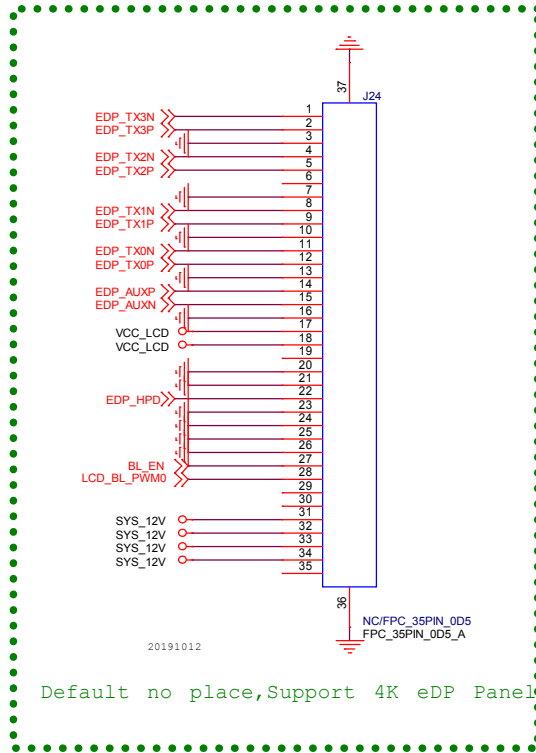 37
J24
EDP_TX3N 1
EDP_TX3P 2
3
EDP_TX2N 4
EDP_TX2P 5
6
7
EDP_TX1N 8
EDP_TX1P 9
10
EDP_TX0N 11
EDP_TX0P 12
13
EDP_AUXP 14
EDP_AUXN 15
16
VCC_LCD 17
VCC_LCD 18
19
20
21
EDP_HPD 22
23
24
25
26
BL_EN 27
LCD_BL_PWM0 28
29
30
SYS_12V 31
SYS_12V 32
SYS_12V 33
SYS_12V 34
35
36
NC/FPC_35PIN_0D5
FPC_35PIN_0D5_A
20191012
Default no place,Support 4K eDP Panel